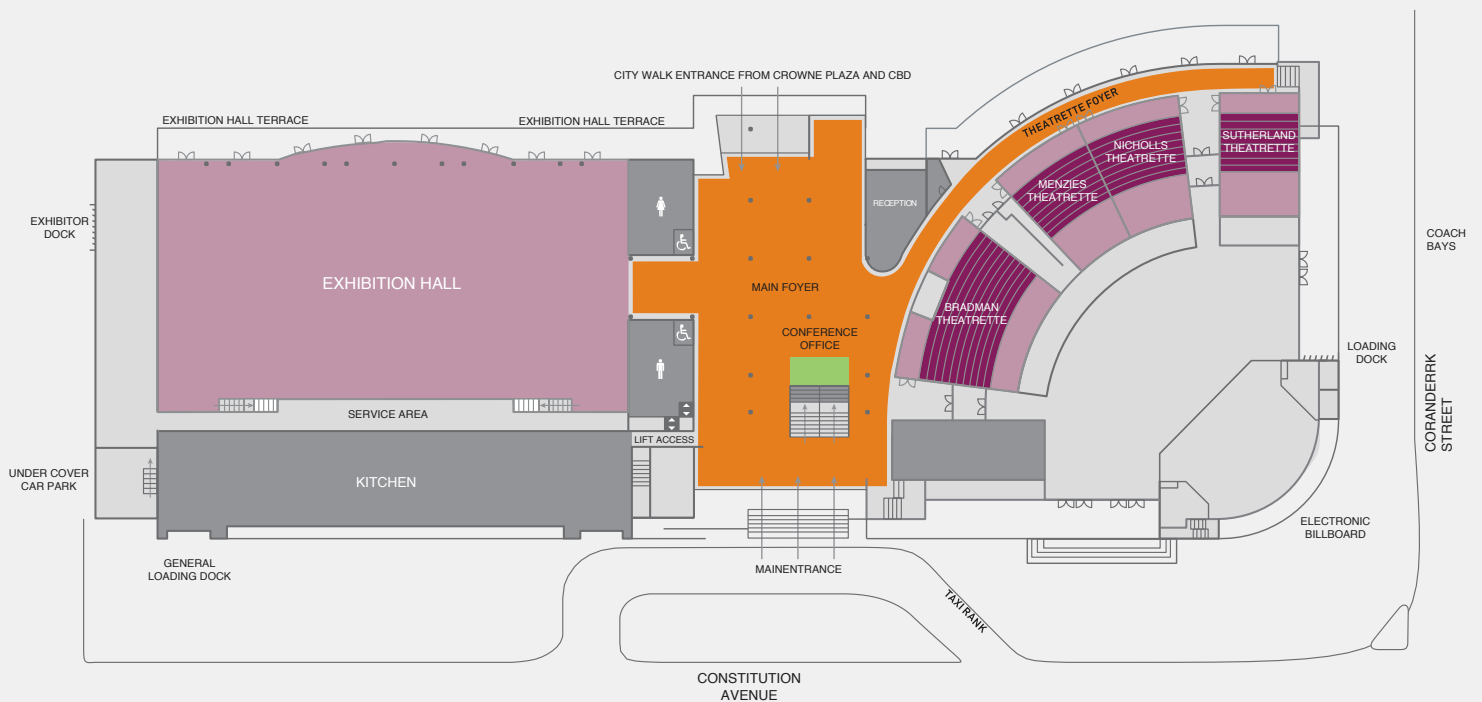 CITY WALK ENTRANCE FROM CROWNE PLAZA AND CBD
EXHIBITION HALL TERRACE
EXHIBITION HALL TERRACE
THEATRETTE FOYER
SUTHERLAND
THEATRETTE
NICHOLLS
THEATRETTE
MENZIES
THEATRETTE
RECEPTION
EXHIBITOR
DOCK
COACH
BAYS
EXHIBITION HALL
MAIN FOYER
BRADMAN
THEATRETTE
CONFERENCE
OFFICE
LOADING
DOCK
CORANDERRK
STREET
SERVICE AREA
LIFT ACCESS
UNDER COVER
CAR PARK
KITCHEN
ELECTRONIC
BILLBOARD
GENERAL
LOADING DOCK
MAINENTRANCE
TAXI RANK
CONSTITUTION
AVENUE